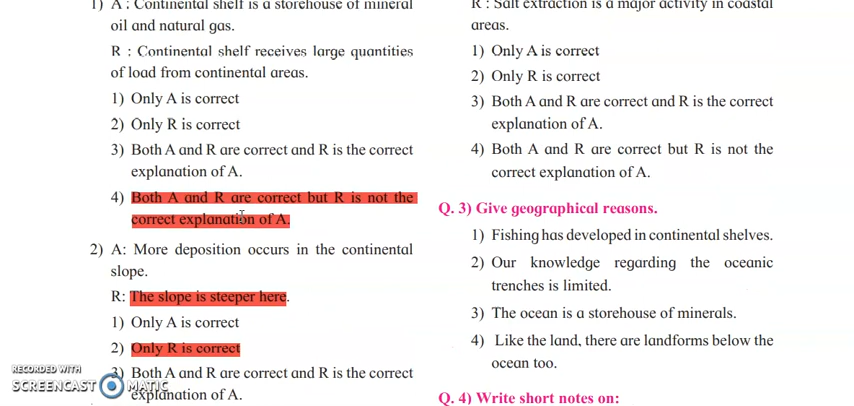 1) A : Continental shelf is a storehouse of mineral
oil and natural gas.
R : Continental shelf receives large quantities
of load from continental areas.
1) Only A is correct
2) Only R is correct
3) Both A and R are correct and R is the correct
explanation of A.
4) Both A and R are correct but R is not the
correct explanation of A.
2) A: More deposition occurs in the continental
slope.
R: The slope is steeper here.
1) Only A is correct
2) Only R is correct
3) Both A and R are correct and R is the correct
explanation of A.
R : Salt extraction is a major activity in coastal
areas.
1) Only A is correct
2) Only R is correct
3) Both A and R are correct and R is the correct
explanation of A.
4) Both A and R are correct but R is not the
correct explanation of A.
Q. 3) Give geographical reasons.
1) Fishing has developed in continental shelves.
2) Our knowledge regarding the oceanic
trenches is limited.
3) The ocean is a storehouse of minerals.
4) Like the land, there are landforms below the
ocean too.
Q. 4) Write short notes on:
RECORDED WITH
SCREENCAST MATIC